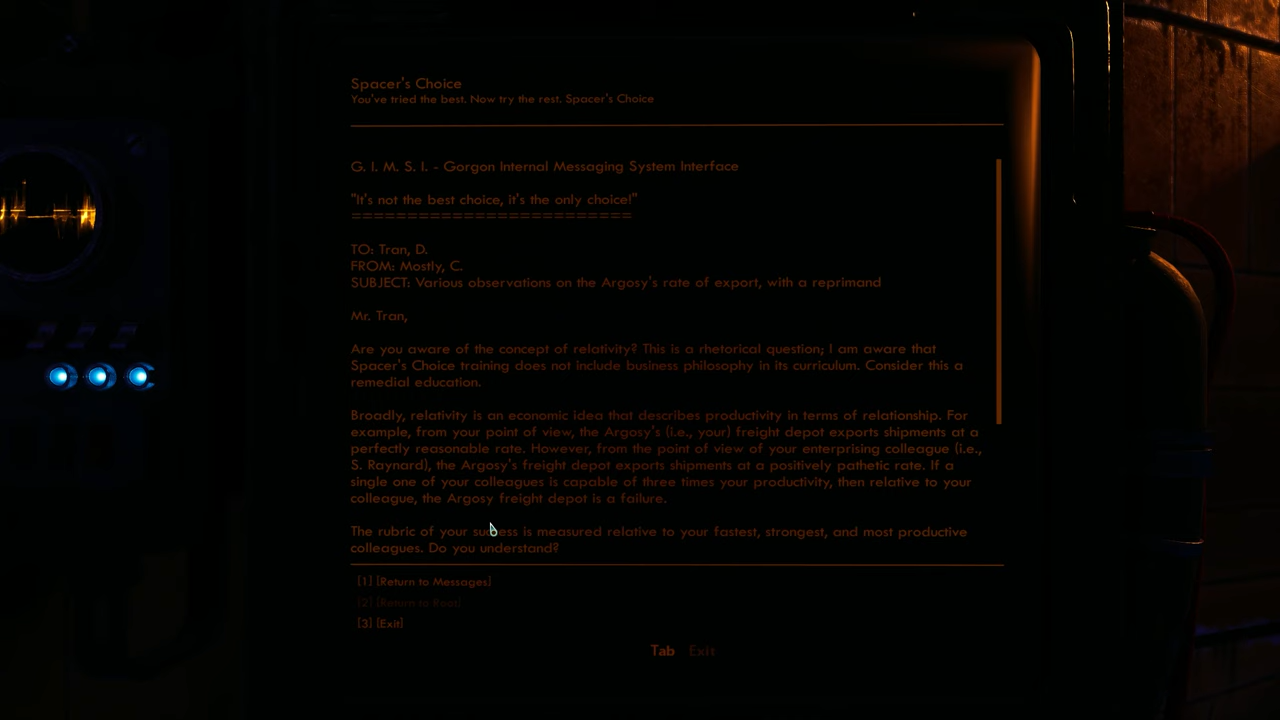 Spacer's Choice
You've tried the best. Now try the rest. Spacer's Choice
G. I. M. S. I. - Gorgon Internal Messaging System Interface
"It's not the best choice, it's the only choice!"
==========================
TO: Tran, D.
FROM: Mostly, C.
SUBJECT: Various observations on the Argosy's rate of export, with a reprimand
Mr. Tran,
Are you aware of the concept of relativity? This is a rhetorical question; I am aware that
Spacer's Choice training does not include business philosophy in its curriculum. Consider this a
remedial education.
Broadly, relativity is an economic idea that describes productivity in terms of relationship. For
example, from your point of view, the Argosy's (i.e., your) freight depot exports shipments at a
perfectly reasonable rate. However, from the point of view of your enterprising colleague (i.e.,
S. Raynard), the Argosy's freight depot exports shipments at a positively pathetic rate. If a
single one of your colleagues is capable of three times your productivity, then relative to your
colleague, the Argosy freight depot is a failure.
The rubric of your success is measured relative to your fastest, strongest, and most productive
colleagues. Do you understand?
[1] [Return to Messages]
[2] [Return to Root]
[3] [Exit]
Tab Exit